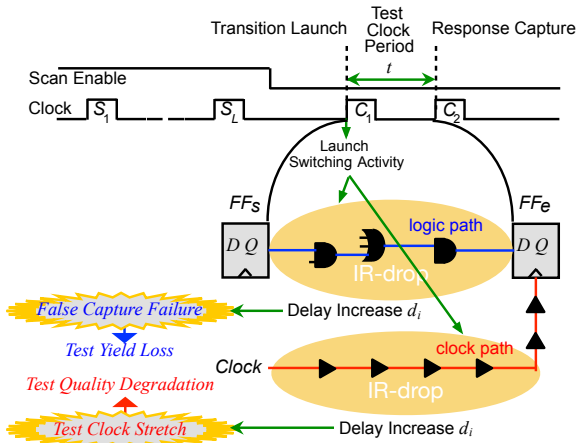 Transition Launch
Test
Clock
Period
Response Capture
t
Scan Enable
Clock
S1
SL
C1
C2
Launch
Switching Activity
FFs
FFe
logic path
D Q
D Q
IR-drop
False Capture Failure
Delay Increase di
Test Yield Loss
clock path
Clock
Test Quality Degradation
IR-drop
Test Clock Stretch
Delay Increase di